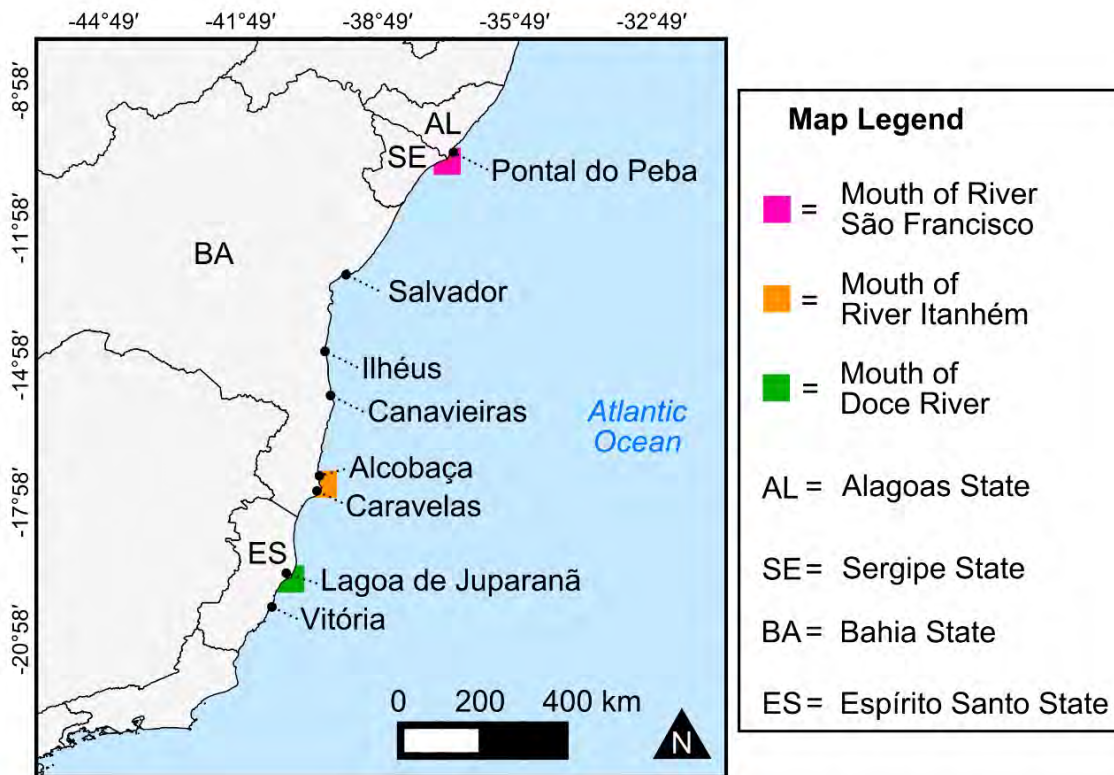 -44°49′ -41°49′ -38°49′ -35°49′ -32°49′
-8°58′
-11°58′
-14°58′
-17°58′
-20°58′
AL
SE
Pontal do Peba
BA
Salvador
Ilhéus
Canavieiras
Atlantic
Ocean
Alcobaça
Caravelas
ES
Lagoa de Juparanã
Vitória
0 200 400 km
N
Map Legend
= Mouth of River
São Francisco
= Mouth of
River Itanhém
= Mouth of
Doce River
AL = Alagoas State
SE = Sergipe State
BA = Bahia State
ES = Espírito Santo State